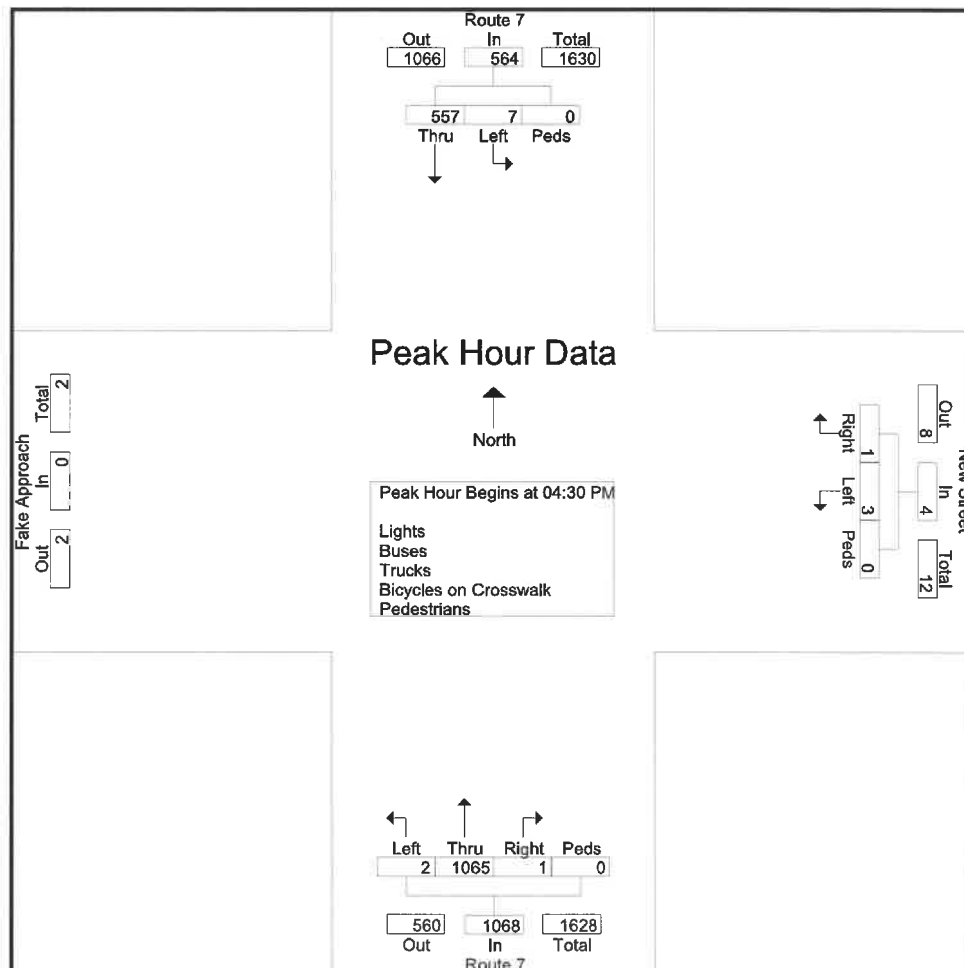 Route 7
Out In Total
1066 564 1630
557 7 0
Thru Left Peds
Peak Hour Data
North
Peak Hour Begins at 04:30 PM
Lights
Buses
Trucks
Bicycles on Crosswalk
Pedestrians
Fake Approach
Out In Total
2 0 2
New Street
Out In Total
8 4 12
1 3 0
Right Left Peds
Left Thru Right Peds
2 1065 1 0
560 1068 1628
Out In Total
Route 7